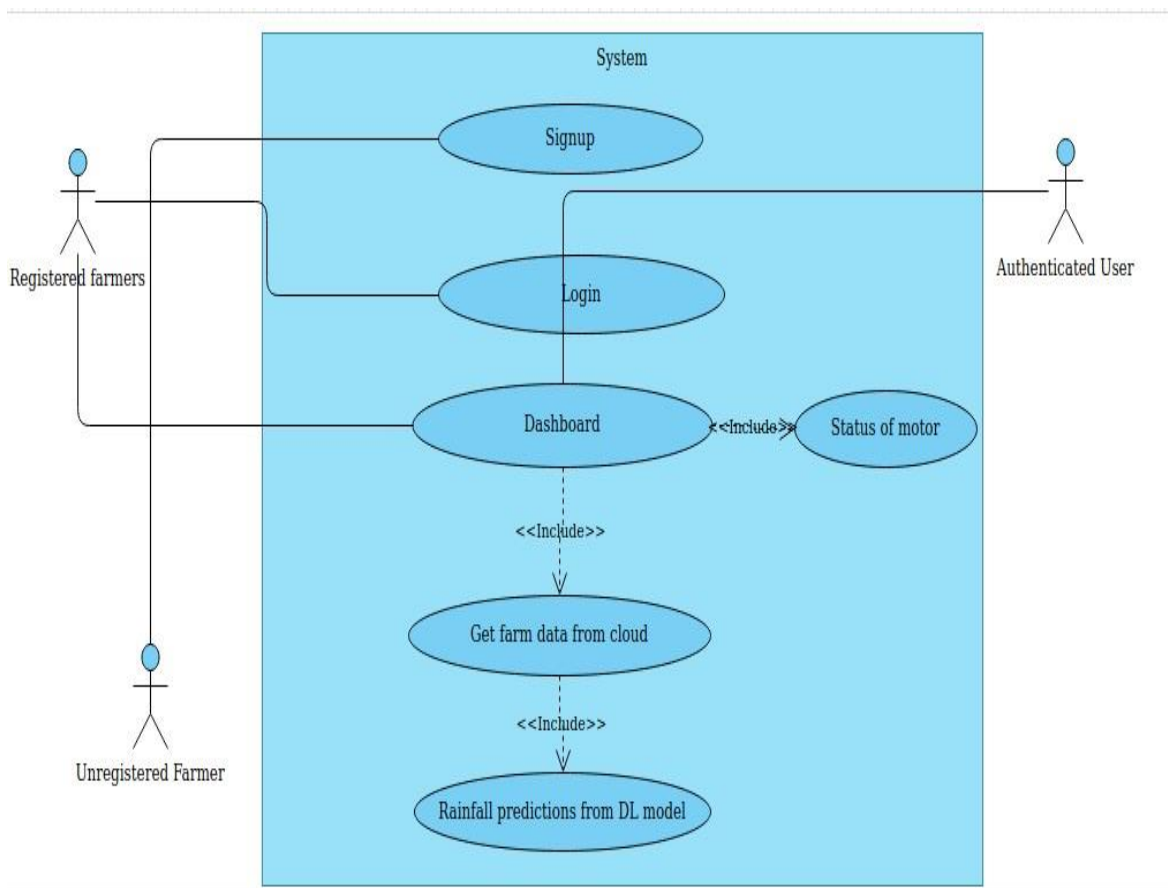 System
Signup
Registered farmers
Authenticated User
Login
Dashboard
<<Include>>
Status of motor
<<Include>>
Get farm data from cloud
<<Include>>
Unregistered Farmer
Rainfall predictions from DL model